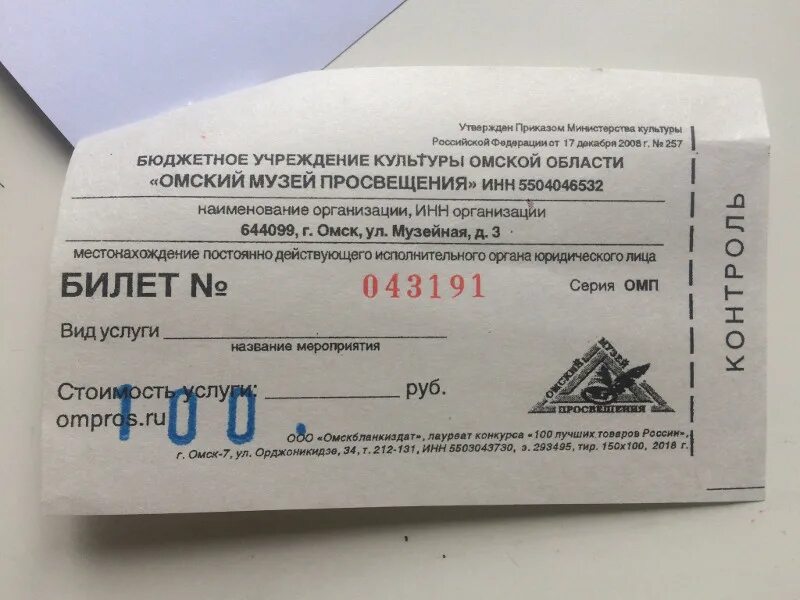 Утвержден Приказом Министерства культуры
Российской Федерации от 17 декабря 2008 г. № 257
БЮДЖЕТНОЕ УЧРЕЖДЕНИЕ КУЛЬТУРЫ ОМСКОЙ ОБЛАСТИ
«ОМСКИЙ МУЗЕЙ ПРОСВЕЩЕНИЯ» ИНН 5504046532
наименование организации, ИНН организации
644099, г. Омск, ул. Музейная, д. 3
местонахождение постоянно действующего исполнительного органа юридического лица
БИЛЕТ № 043191 Серия ОМП
Вид услуги
название мероприятия
Стоимость услуги: руб.
ompros.ru
100.
ОМСКИЙ МУЗЕЙ
ПРОСВЕЩЕНИЯ
ООО «Омскбланкиздат», лауреат конкурса «100 лучших товаров России»,
г. Омск-7, ул. Орджоникидзе, 34, т. 212-131, ИНН 5503043730, з. 293495, тир. 150х100, 2018 г.
КОНТРОЛЬ